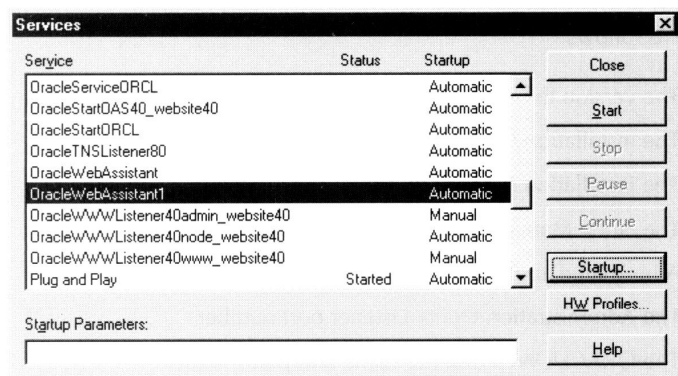 Services
Service Status Startup
OracleServiceORCL Automatic
OracleStartOAS40_website40 Automatic
OracleStartORCL Automatic
OracleTNSListener80 Automatic
OracleWebAssistant Automatic
OracleWebAssistant1 Automatic
OracleWWWListener40admin_website40 Manual
OracleWWWListener40node_website40 Automatic
OracleWWWListener40www_website40 Manual
Plug and Play Started Automatic
Startup Parameters:
Close
Start
Stop
Pause
Continue
Startup...
HW Profiles...
Help